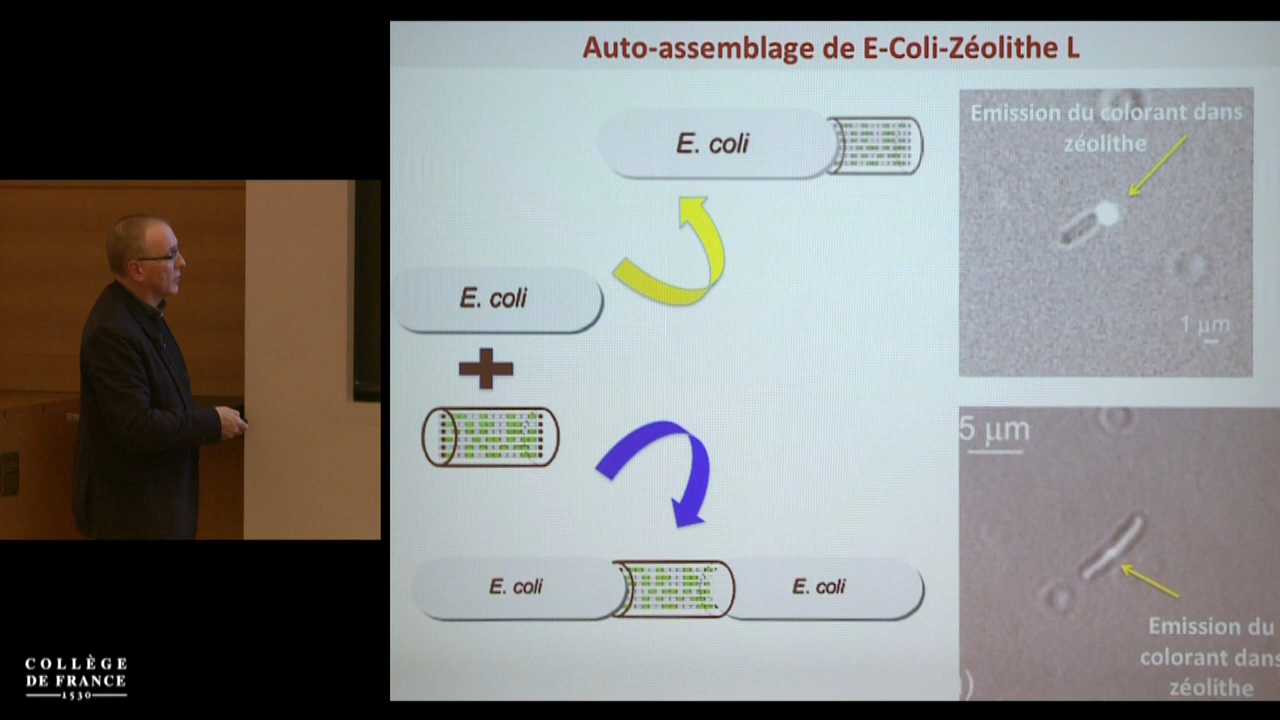 Auto-assemblage de E-Coli-Zéolithe L
E. coli
Emission du colorant dans
zéolithe
1 µm
E. coli
5 µm
E. coli
E. coli
Emission du
colorant dans
zéolithe
)
COLLÈGE
DE FRANCE
1530